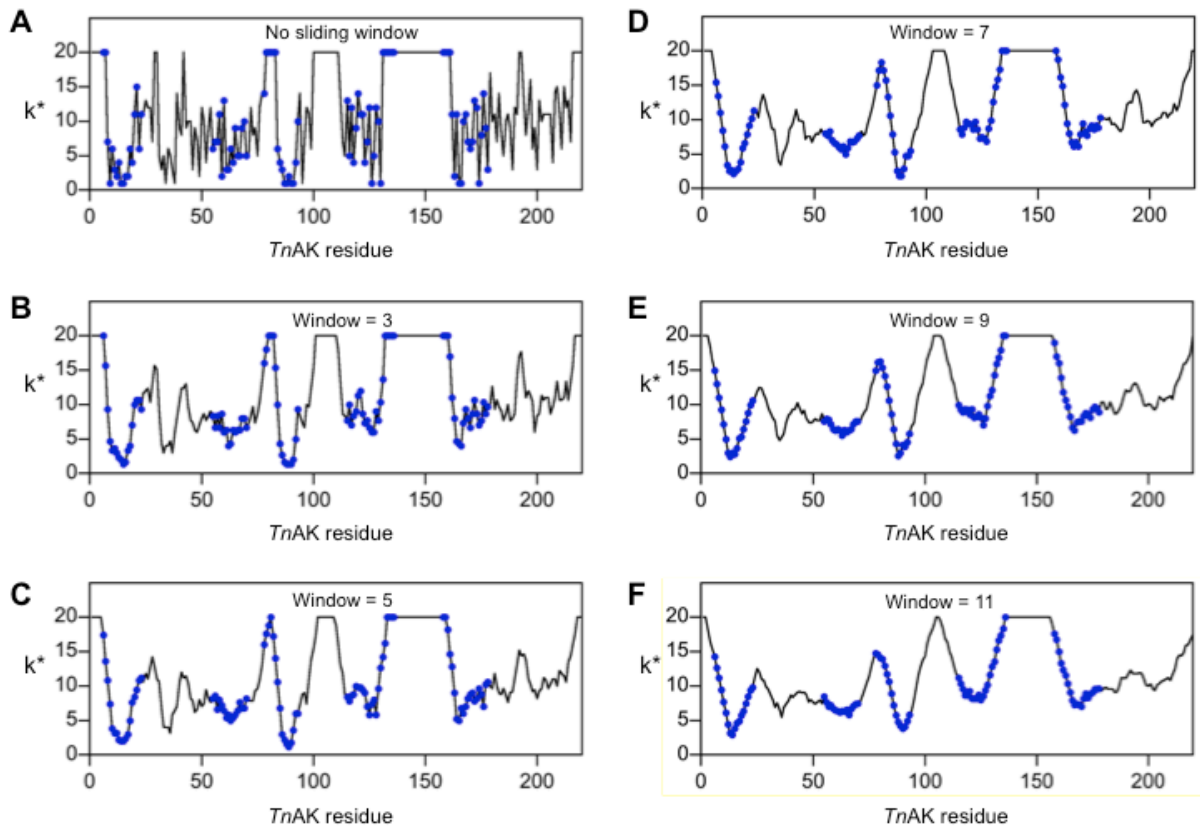 A
No sliding window
20
15
k*
10
5
0
0 50 100 150 200
TnAK residue
B
Window = 3
20
15
k*
10
5
0
0 50 100 150 200
TnAK residue
C
Window = 5
20
15
k*
10
5
0
0 50 100 150 200
TnAK residue
D
Window = 7
20
15
k*
10
5
0
0 50 100 150 200
TnAK residue
E
Window = 9
20
15
k*
10
5
0
0 50 100 150 200
TnAK residue
F
Window = 11
20
15
k*
10
5
0
0 50 100 150 200
TnAK residue